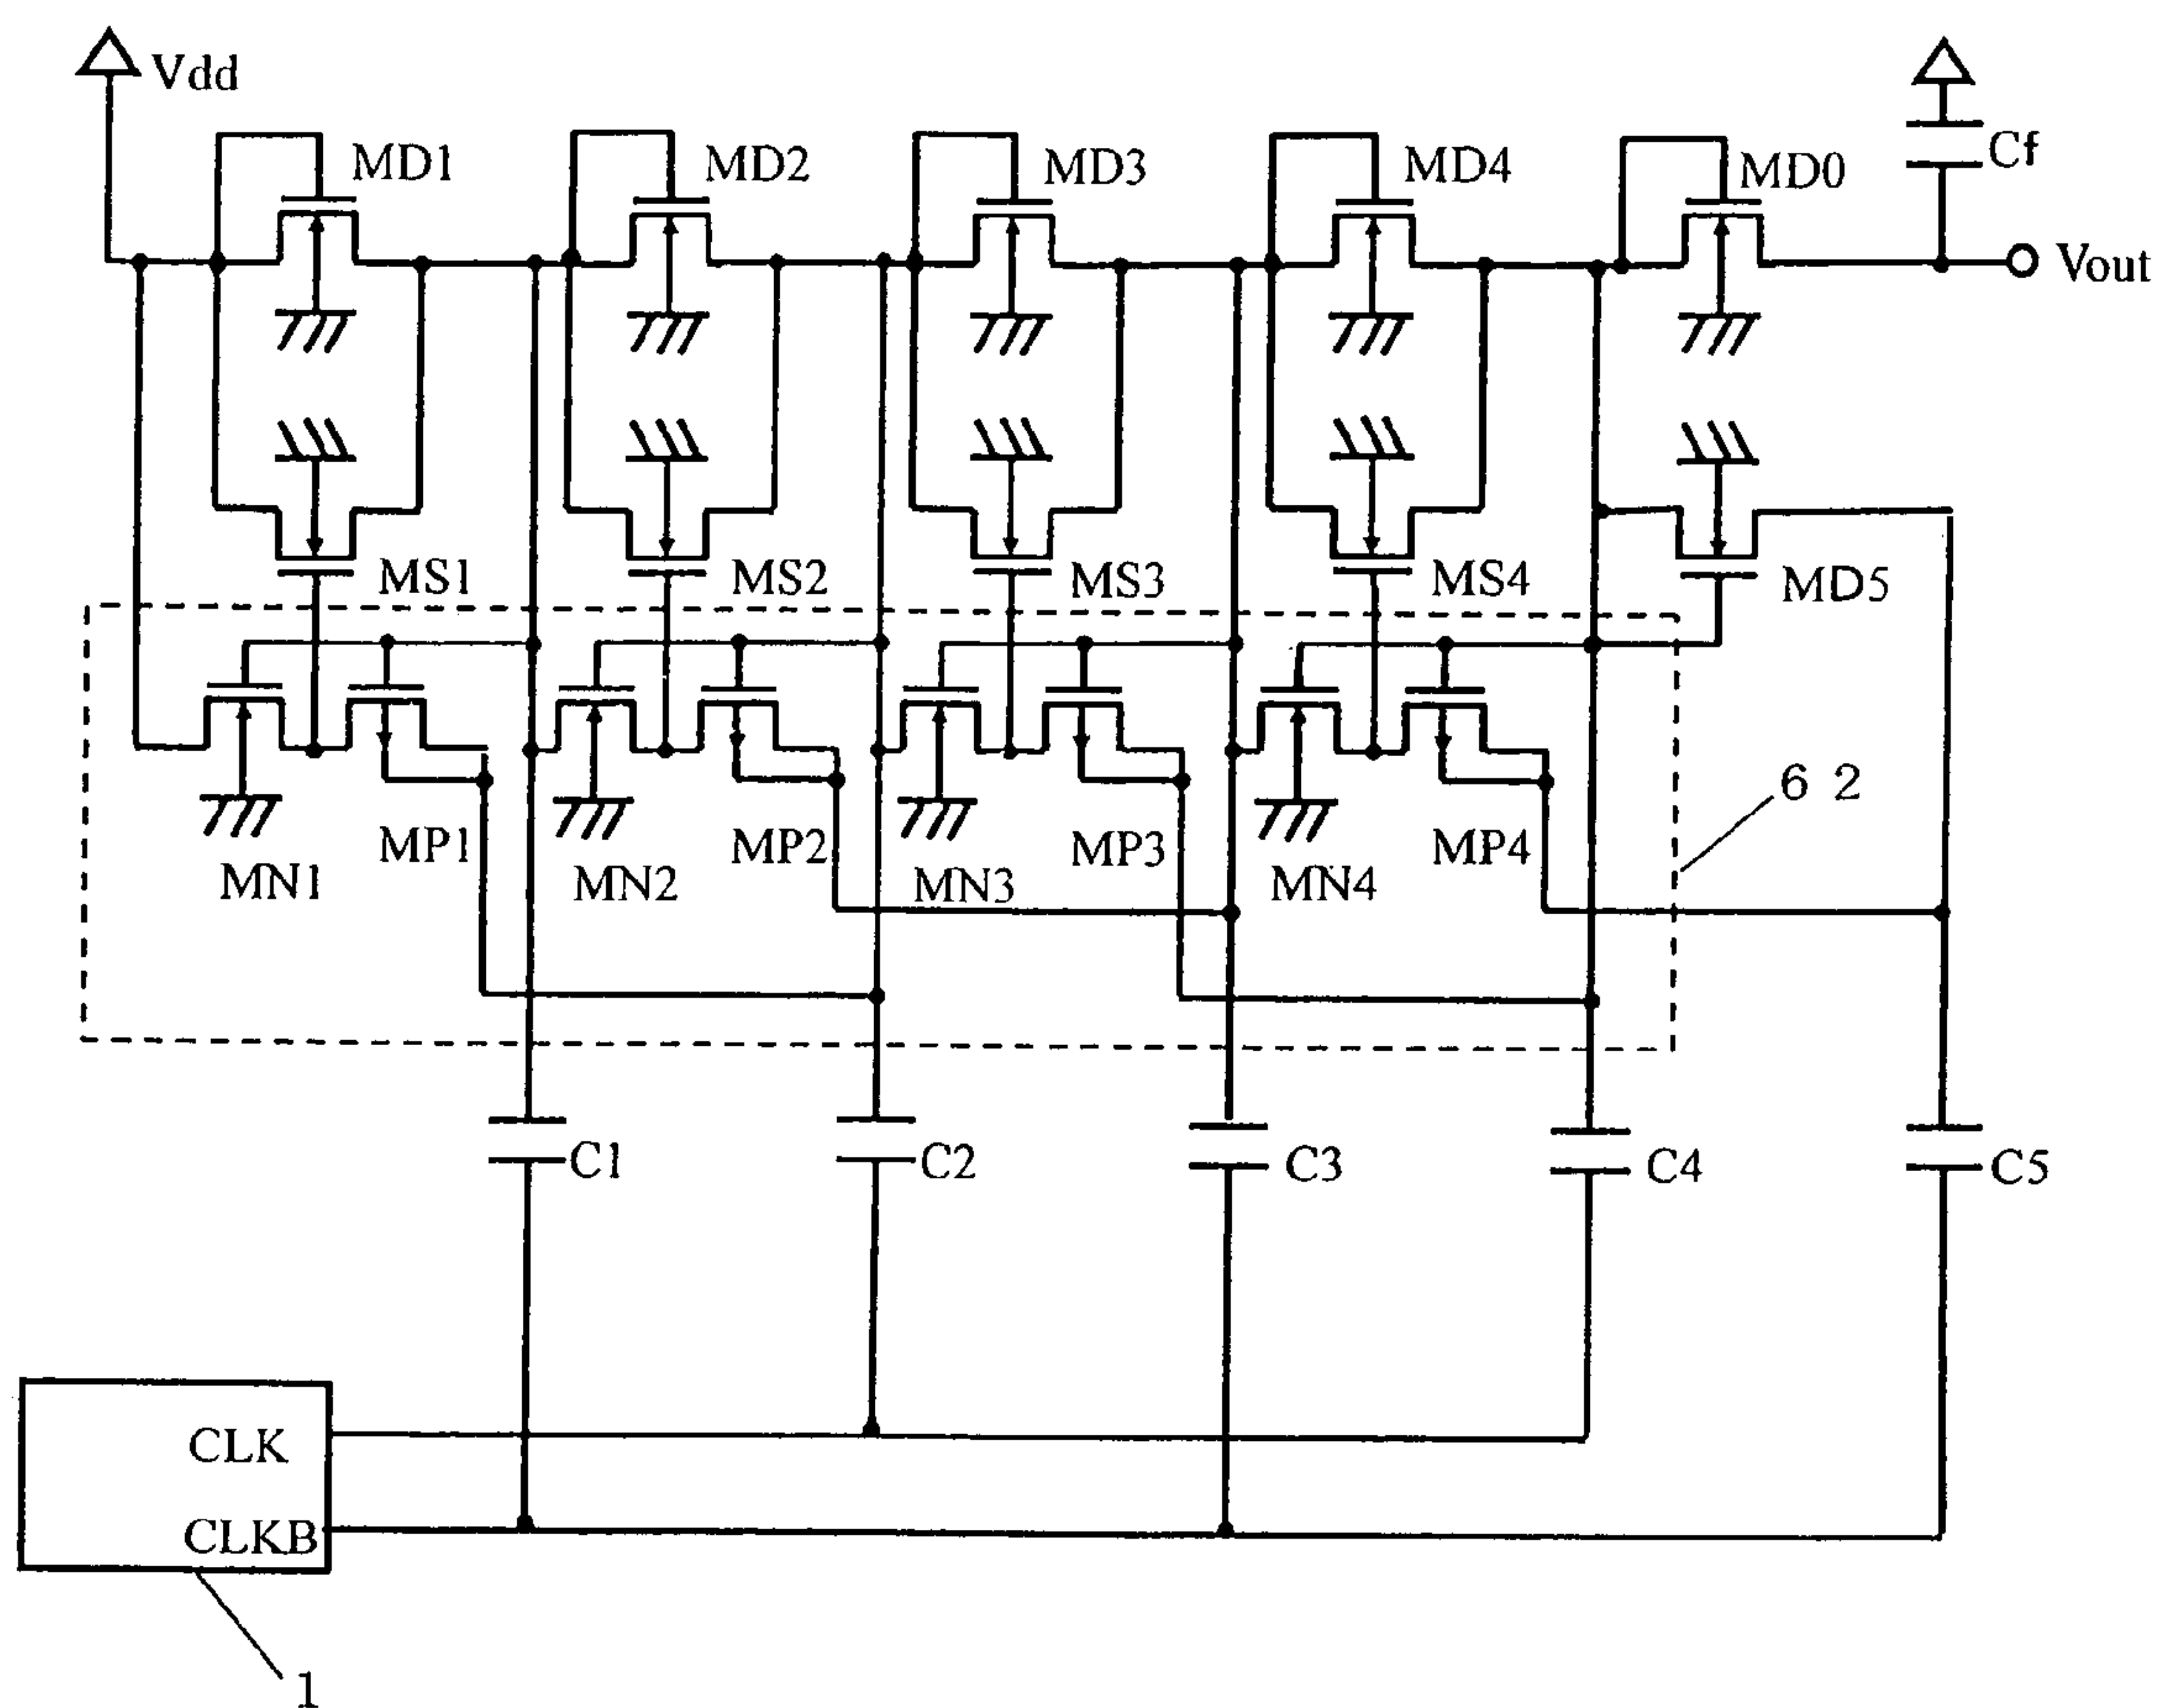 Vdd
Cf
MD1
MD2
MD3
MD4
MD0
Vout
MS1
MS2
MS3
MS4
MD5
6 2
MP1
MP2
MP3
MP4
MN1
MN2
MN3
MN4
C1
C2
C3
C4
C5
CLK
CLKB
1